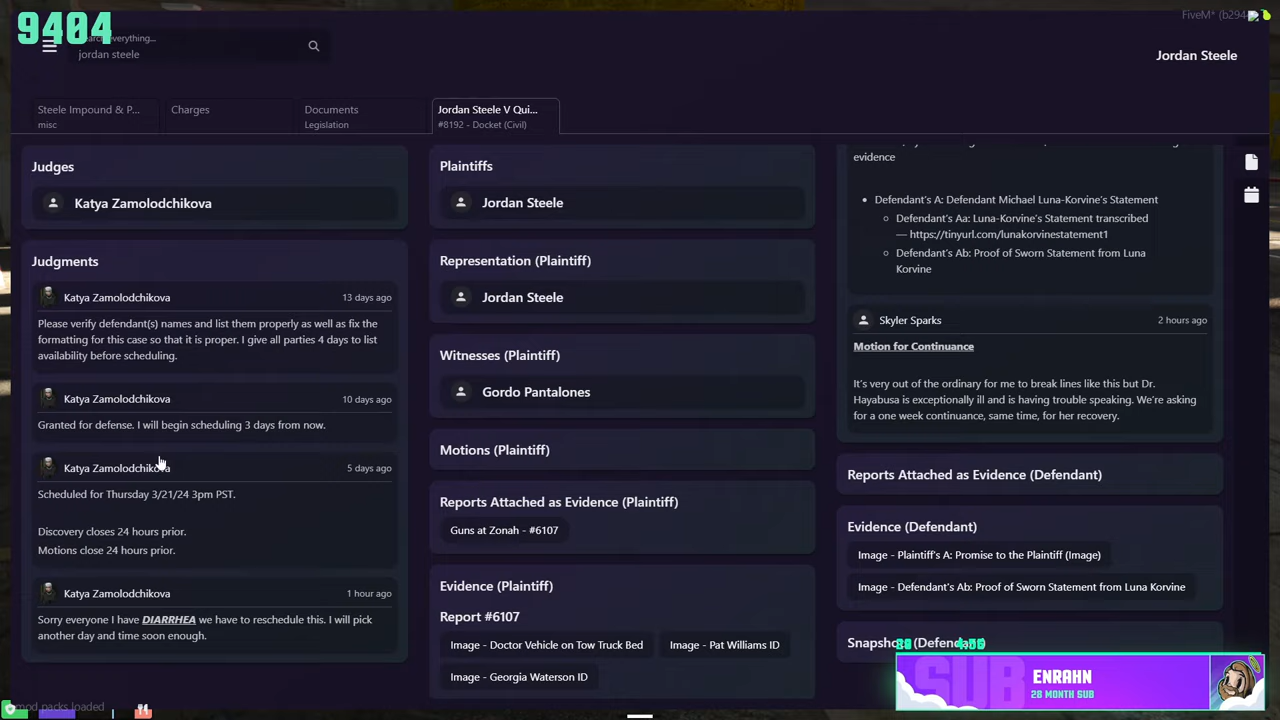 9404
FiveM* (b294
Search everything...
jordan steele
Jordan Steele
Steele Impound & P...
misc
Charges
Documents
Legislation
Jordan Steele V Qui...
#8192 - Docket (Civil)
Judges
Katya Zamolodchikova
Judgments
Katya Zamolodchikova
13 days ago
Please verify defendant(s) names and list them properly as well as fix the
formatting for this case so that it is proper. I give all parties 4 days to list
availability before scheduling.
Katya Zamolodchikova
10 days ago
Granted for defense. I will begin scheduling 3 days from now.
Katya Zamolodchikova
5 days ago
Scheduled for Thursday 3/21/24 3pm PST.
Discovery closes 24 hours prior.
Motions close 24 hours prior.
Katya Zamolodchikova
1 hour ago
Sorry everyone I have DIARRHEA we have to reschedule this. I will pick
another day and time soon enough.
Plaintiffs
Jordan Steele
Representation (Plaintiff)
Jordan Steele
Witnesses (Plaintiff)
Gordo Pantalones
Motions (Plaintiff)
Reports Attached as Evidence (Plaintiff)
Guns at Zonah - #6107
Evidence (Plaintiff)
Report #6107
Image - Doctor Vehicle on Tow Truck Bed
Image - Pat Williams ID
Image - Georgia Wattson ID
evidence
Defendant's A: Defendant Michael Luna-Korvine's Statement
Defendant's Aa: Luna-Korvine's Statement transcribed
— https://tinyurl.com/lunakorvinestatement1
Defendant's Ab: Proof of Sworn Statement from Luna
Korvine
Skyler Sparks
2 hours ago
Motion for Continuance
It's very out of the ordinary for me to break lines like this but Dr.
Hayabusa is exceptionally ill and is having trouble speaking. We're asking
for a one week continuance, same time, for her recovery.
Reports Attached as Evidence (Defendant)
Evidence (Defendant)
Image - Plaintiff's A: Promise to the Plaintiff (Image)
Image - Defendant's Ab: Proof of Sworn Statement from Luna Korvine
Snapshots (Defendant)
SUB
ENRAHN
28 MONTH SUB
mod packs loaded